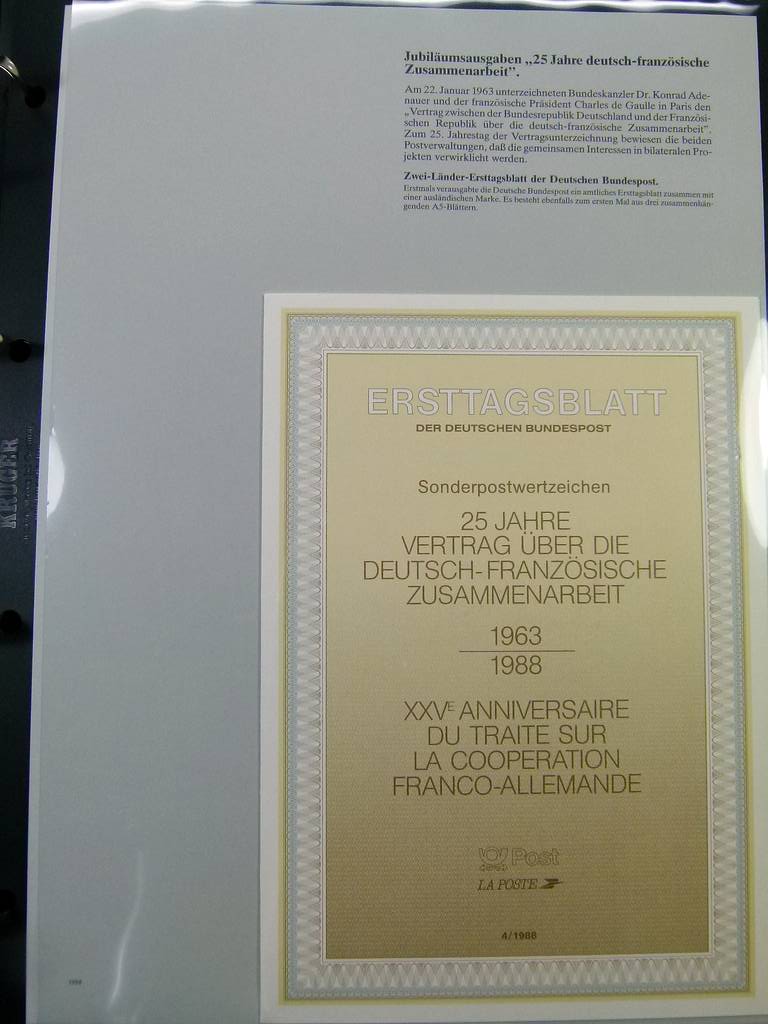 Jubiläumsausgaben „25 Jahre deutsch-französische
Zusammenarbeit”.
Am 22. Januar 1963 unterzeichneten Bundeskanzler Dr. Konrad Ade-
nauer und der französische Präsident Charles de Gaulle in Paris den
„Vertrag zwischen der Bundesrepublik Deutschland und der Französi-
schen Republik über die deutsch-französische Zusammenarbeit”.
Zum 25. Jahrestag der Vertragsunterzeichnung bewiesen die beiden
Postverwaltungen, daß die gemeinsamen Interessen in bilateralen Pro-
jekten verwirklicht werden.
Zwei-Länder-Ersttagsblatt der Deutschen Bundespost.
Erstmals verausgabte die Deutsche Bundespost ein amtliches Ersttagsblatt zusammen mit
einer ausländischen Marke. Es besteht ebenfalls zum ersten Mal aus drei zusammenhän-
genden A5-Blättern.
ERSTTAGSBLATT
DER DEUTSCHEN BUNDESPOST
Sonderpostwertzeichen
25 JAHRE
VERTRAG ÜBER DIE
DEUTSCH-FRANZÖSISCHE
ZUSAMMENARBEIT
1963
1988
XXVE ANNIVERSAIRE
DU TRAITE SUR
LA COOPERATION
FRANCO-ALLEMANDE
Post
LA POSTE
4/1988
KRÜGER